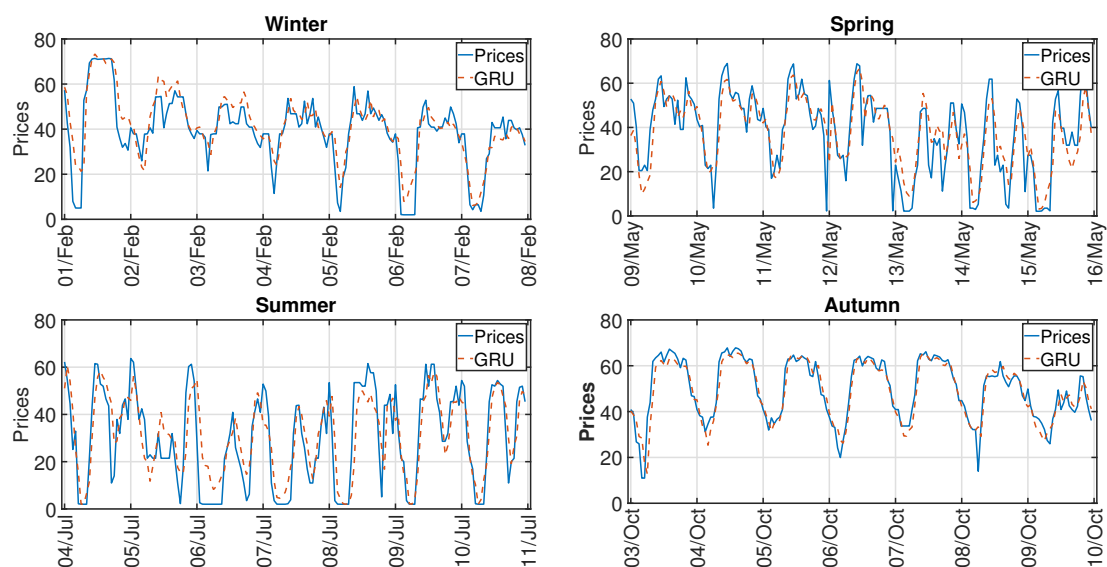 Winter
80
60
40
20
0
Prices
Prices
GRU
01/Feb
02/Feb
03/Feb
04/Feb
05/Feb
06/Feb
07/Feb
08/Feb
Spring
80
60
40
20
0
Prices
Prices
GRU
09/May
10/May
11/May
12/May
13/May
14/May
15/May
16/May
Summer
80
60
40
20
0
Prices
Prices
GRU
04/Jul
05/Jul
06/Jul
07/Jul
08/Jul
09/Jul
10/Jul
11/Jul
Autumn
80
60
40
20
0
Prices
Prices
GRU
03/Oct
04/Oct
05/Oct
06/Oct
07/Oct
08/Oct
09/Oct
10/Oct